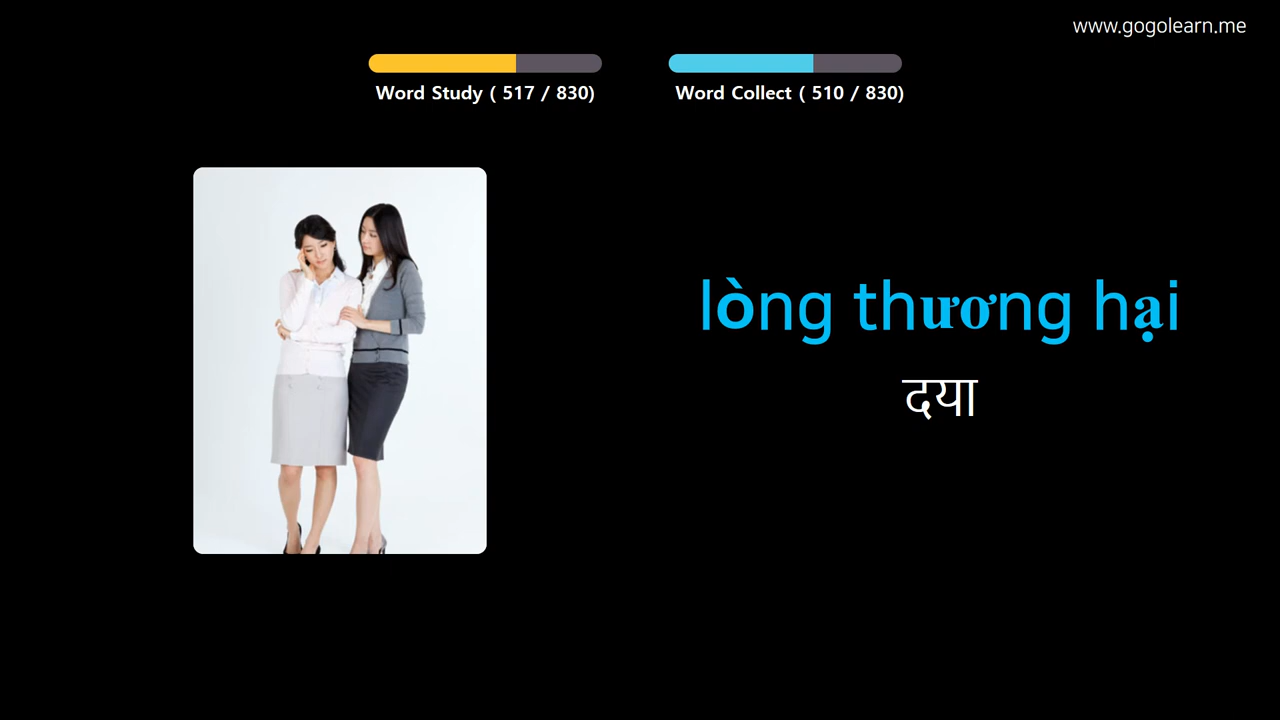 www.gogolearn.me
Word Study ( 517 / 830)
Word Collect ( 510 / 830)
lòng thương hại
दया